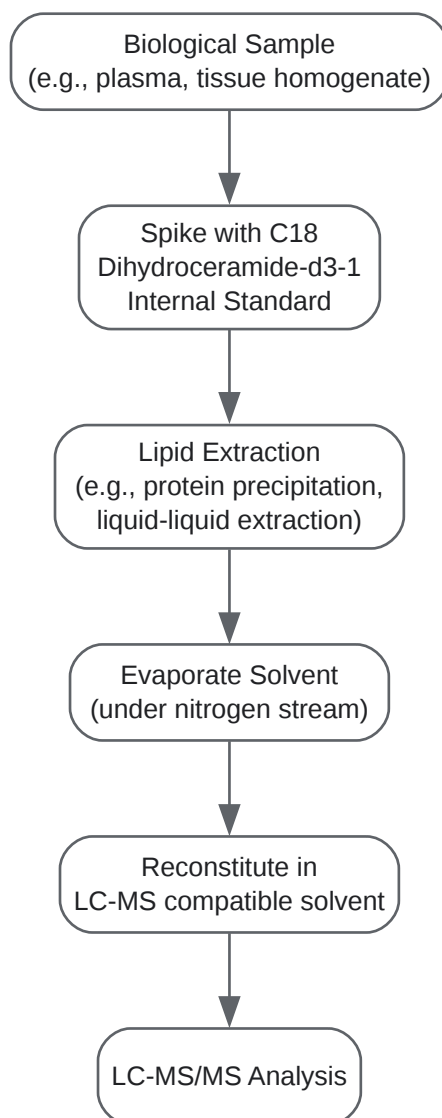 Biological Sample
(e.g., plasma, tissue homogenate)
Spike with C18
Dihydroceramide-d3-1
Internal Standard
Lipid Extraction
(e.g., protein precipitation,
liquid-liquid extraction)
Evaporate Solvent
(under nitrogen stream)
Reconstitute in
LC-MS compatible solvent
LC-MS/MS Analysis